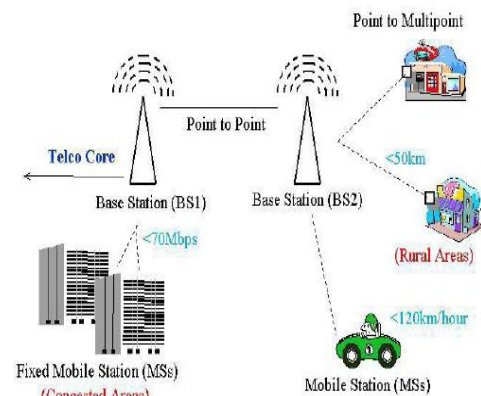 Point to Multipoint
Point to Point
Telco Core
<50km
Base Station (BS1)
Base Station (BS2)
<70Mbps
(Rural Areas)
<120km/hour
Fixed Mobile Station (MSs)
Mobile Station (MSs)
(Congested Areas)